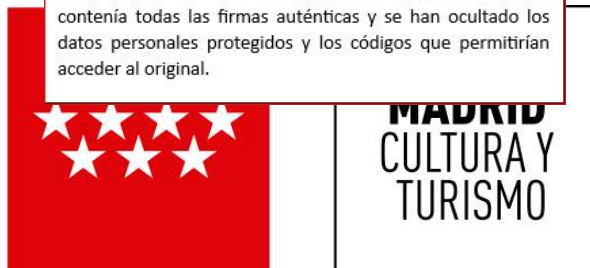 contenía todas las firmas auténticas y se han ocultado los
datos personales protegidos y los códigos que permitirían
acceder al original.
MADRID
CULTURA Y
TURISMO